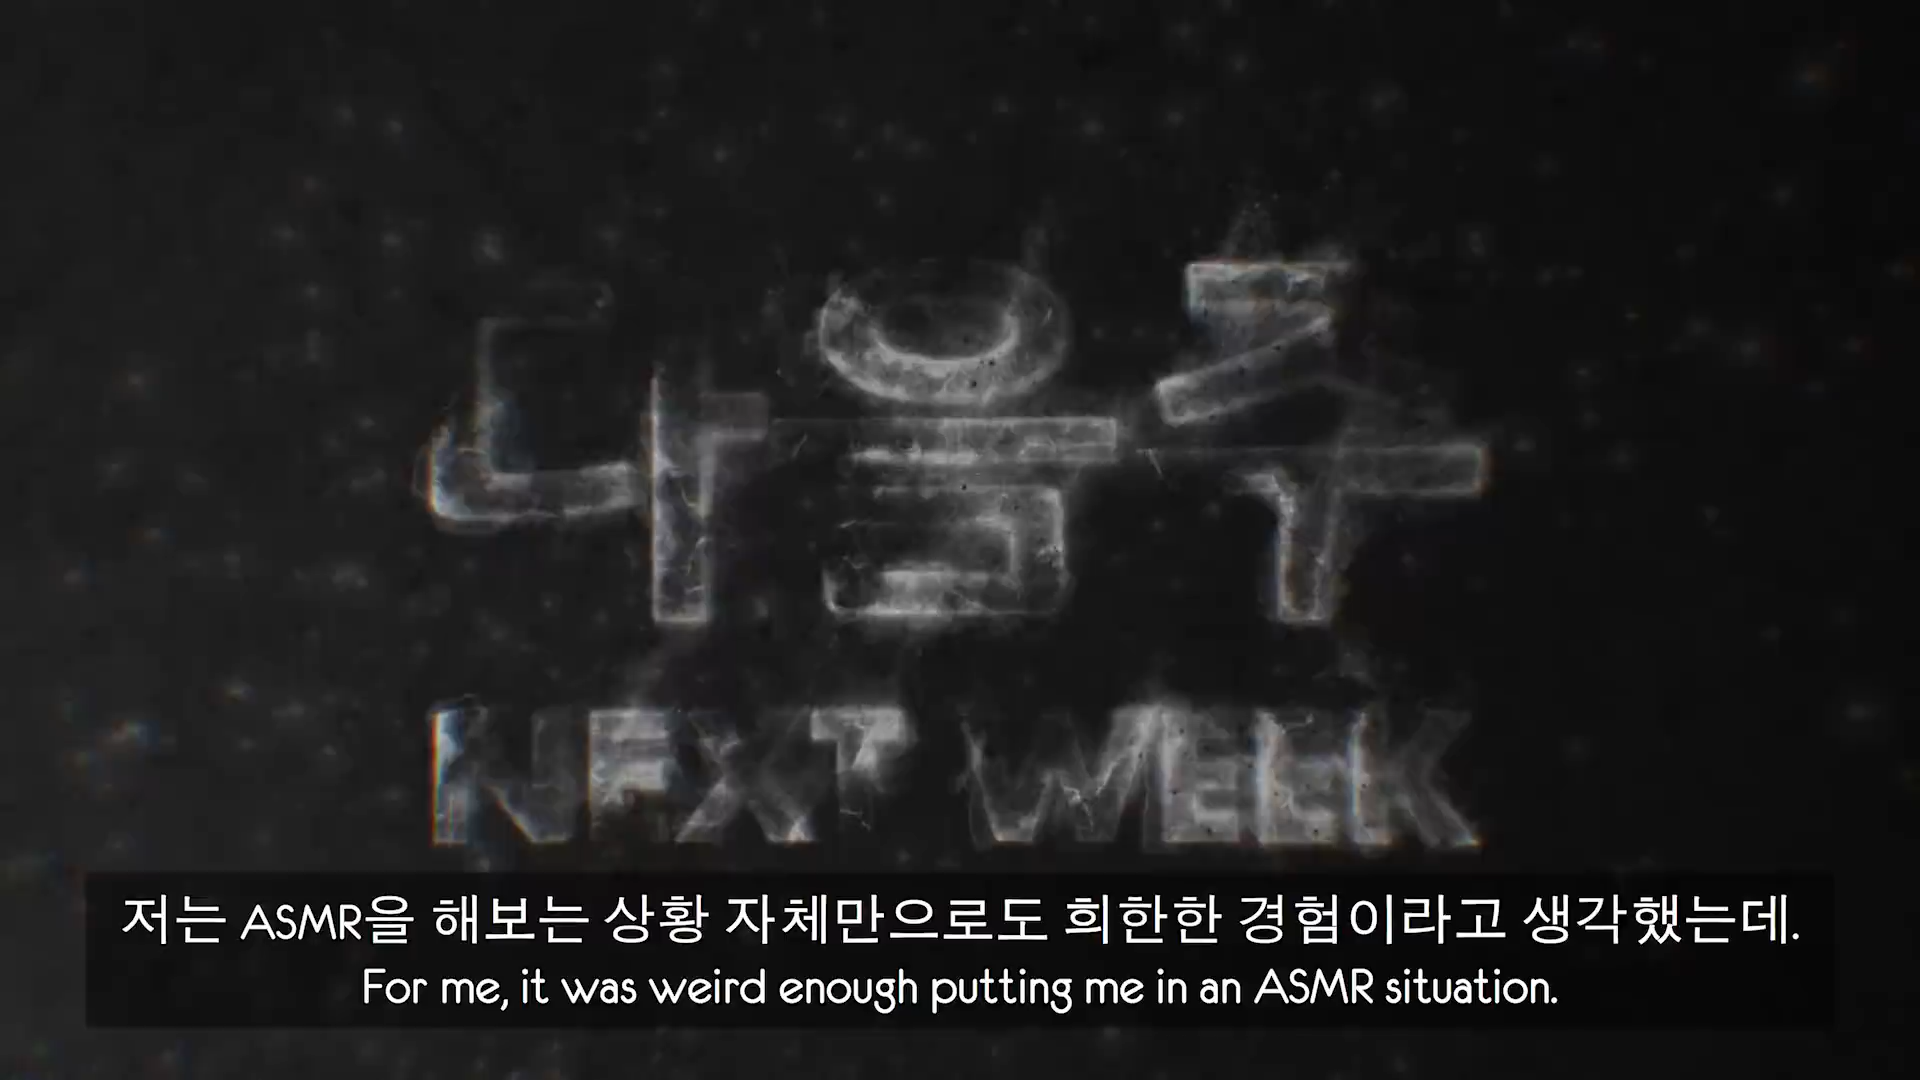 다음주
NEXT WEEK
저는 ASMR을 해보는 상황 자체만으로도 희한한 경험이라고 생각했는데.
For me, it was weird enough putting me in an ASMR situation.